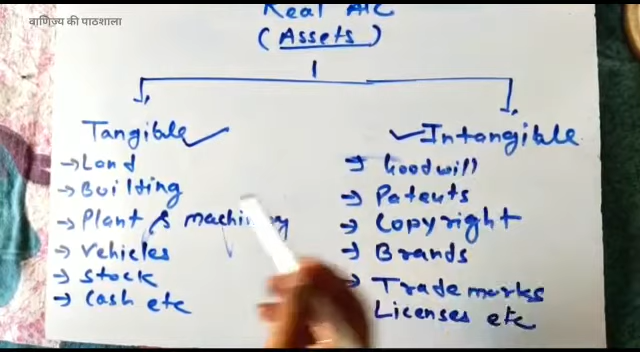 वाणिज्य की पाठशाला
Real A/C
(Assets)
Tangible
→Land
→Building
→Plant & machinery
→Vehicles
→Stock
→Cash etc
Intangible
→Goodwill
→Patents
→Copyright
→Brands
→Trademarks
Licenses etc